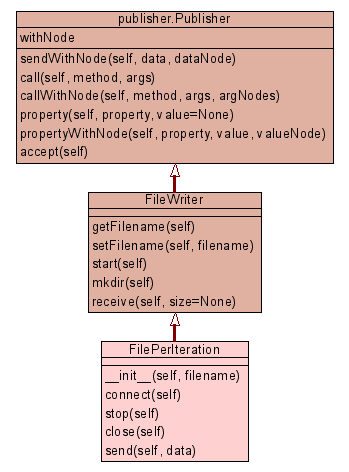 publisher.Publisher
withNode
sendWithNode(self, data, dataNode)
call(self, method, args)
callWithNode(self, method, args, argNodes)
property(self, property, value=None)
propertyWithNode(self, property, value, valueNode)
accept(self)
FileWriter
getFilename(self)
setFilename(self, filename)
start(self)
mkdir(self)
receive(self, size=None)
FilePerIteration
__init__(self, filename)
connect(self)
stop(self)
close(self)
send(self, data)